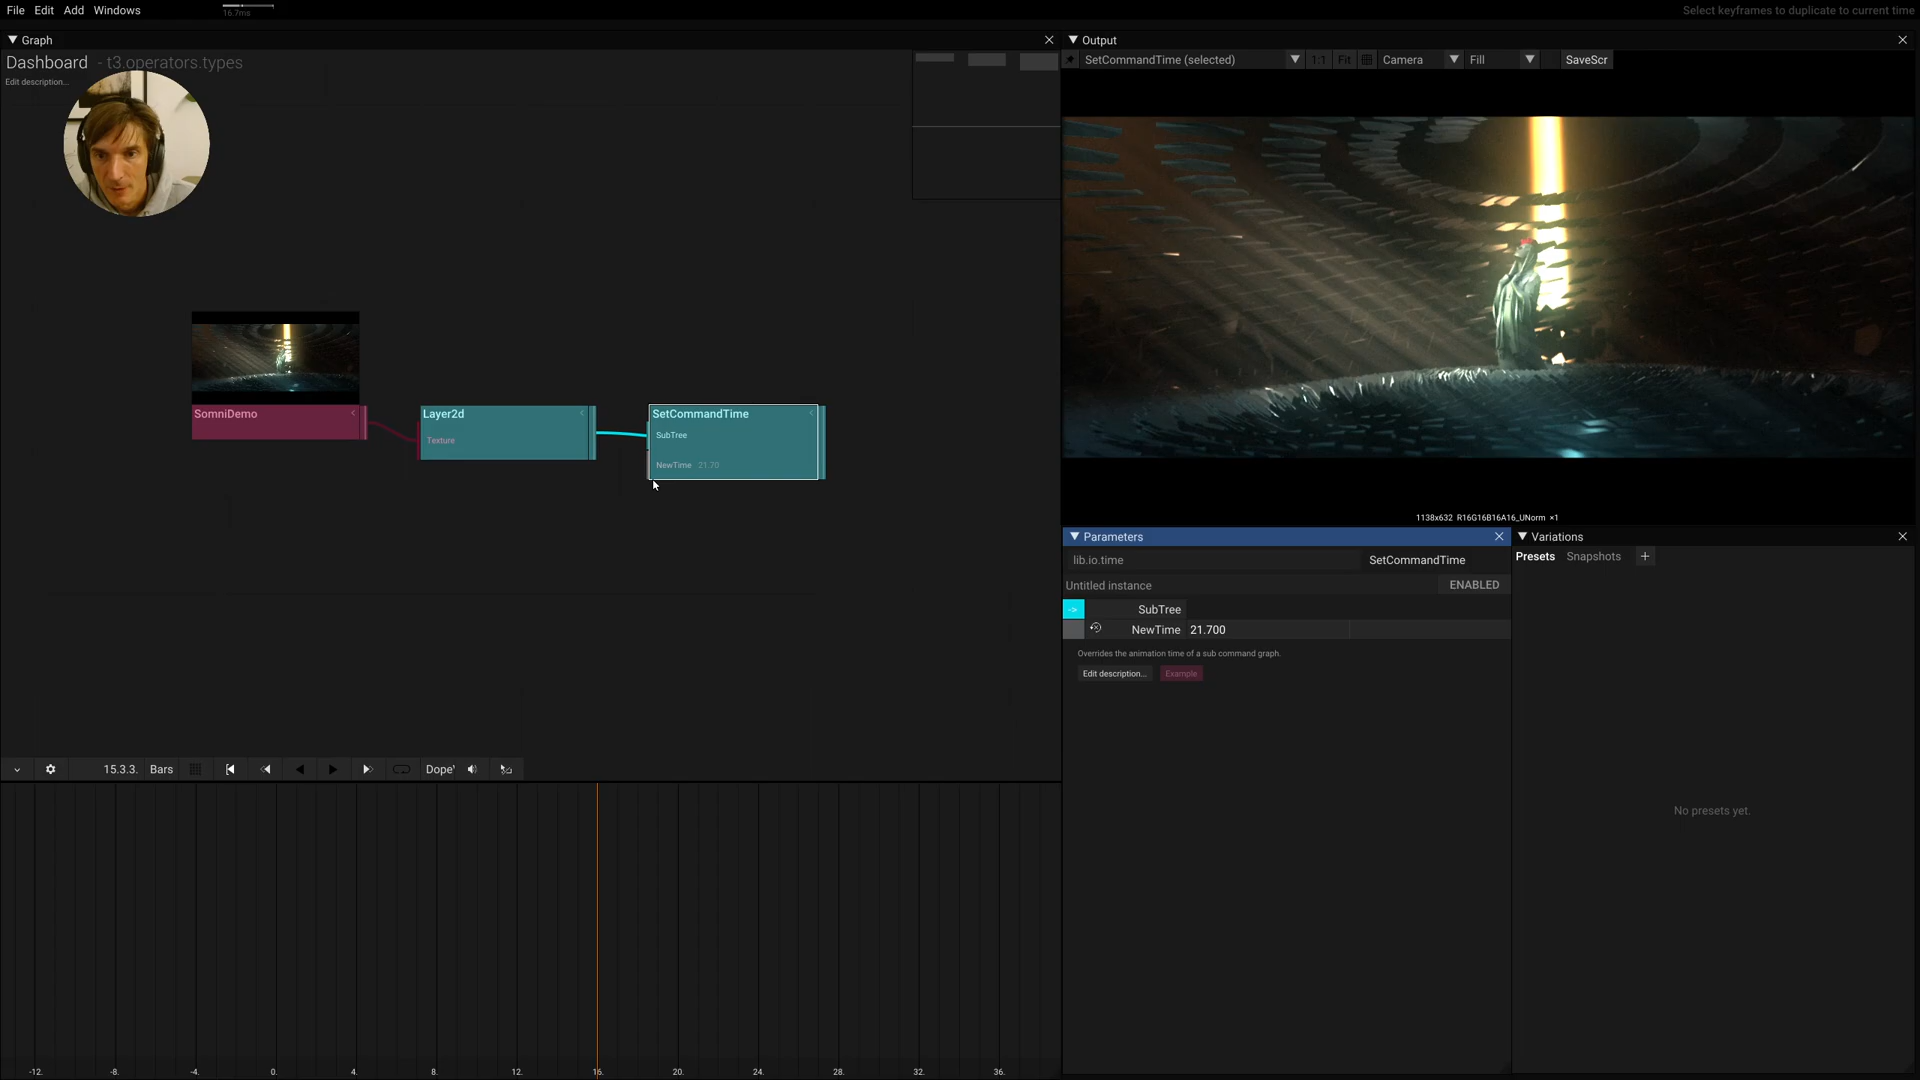 File Edit Add Windows
16.7ms
Select keyframes to duplicate to current time
Graph
Dashboard - t3.operators.types
Edit description...
SomniDemo
Layer2d
Texture
SetCommandTime
SubTree
NewTime 21.70
15.3.3. Bars
Dope'
-12. -8. -4. 0. 4. 8. 12. 16. 20. 24. 28. 32. 36.
Output
SetCommandTime (selected) 1:1 Fit Camera Fill SaveScr
1138x632 R16G16B16A16_UNorm ×1
Parameters
lib.io.time SetCommandTime
Untitled instance ENABLED
-> SubTree
NewTime 21.700
Overrides the animation time of a sub command graph.
Edit description... Example
Variations
Presets Snapshots +
No presets yet.